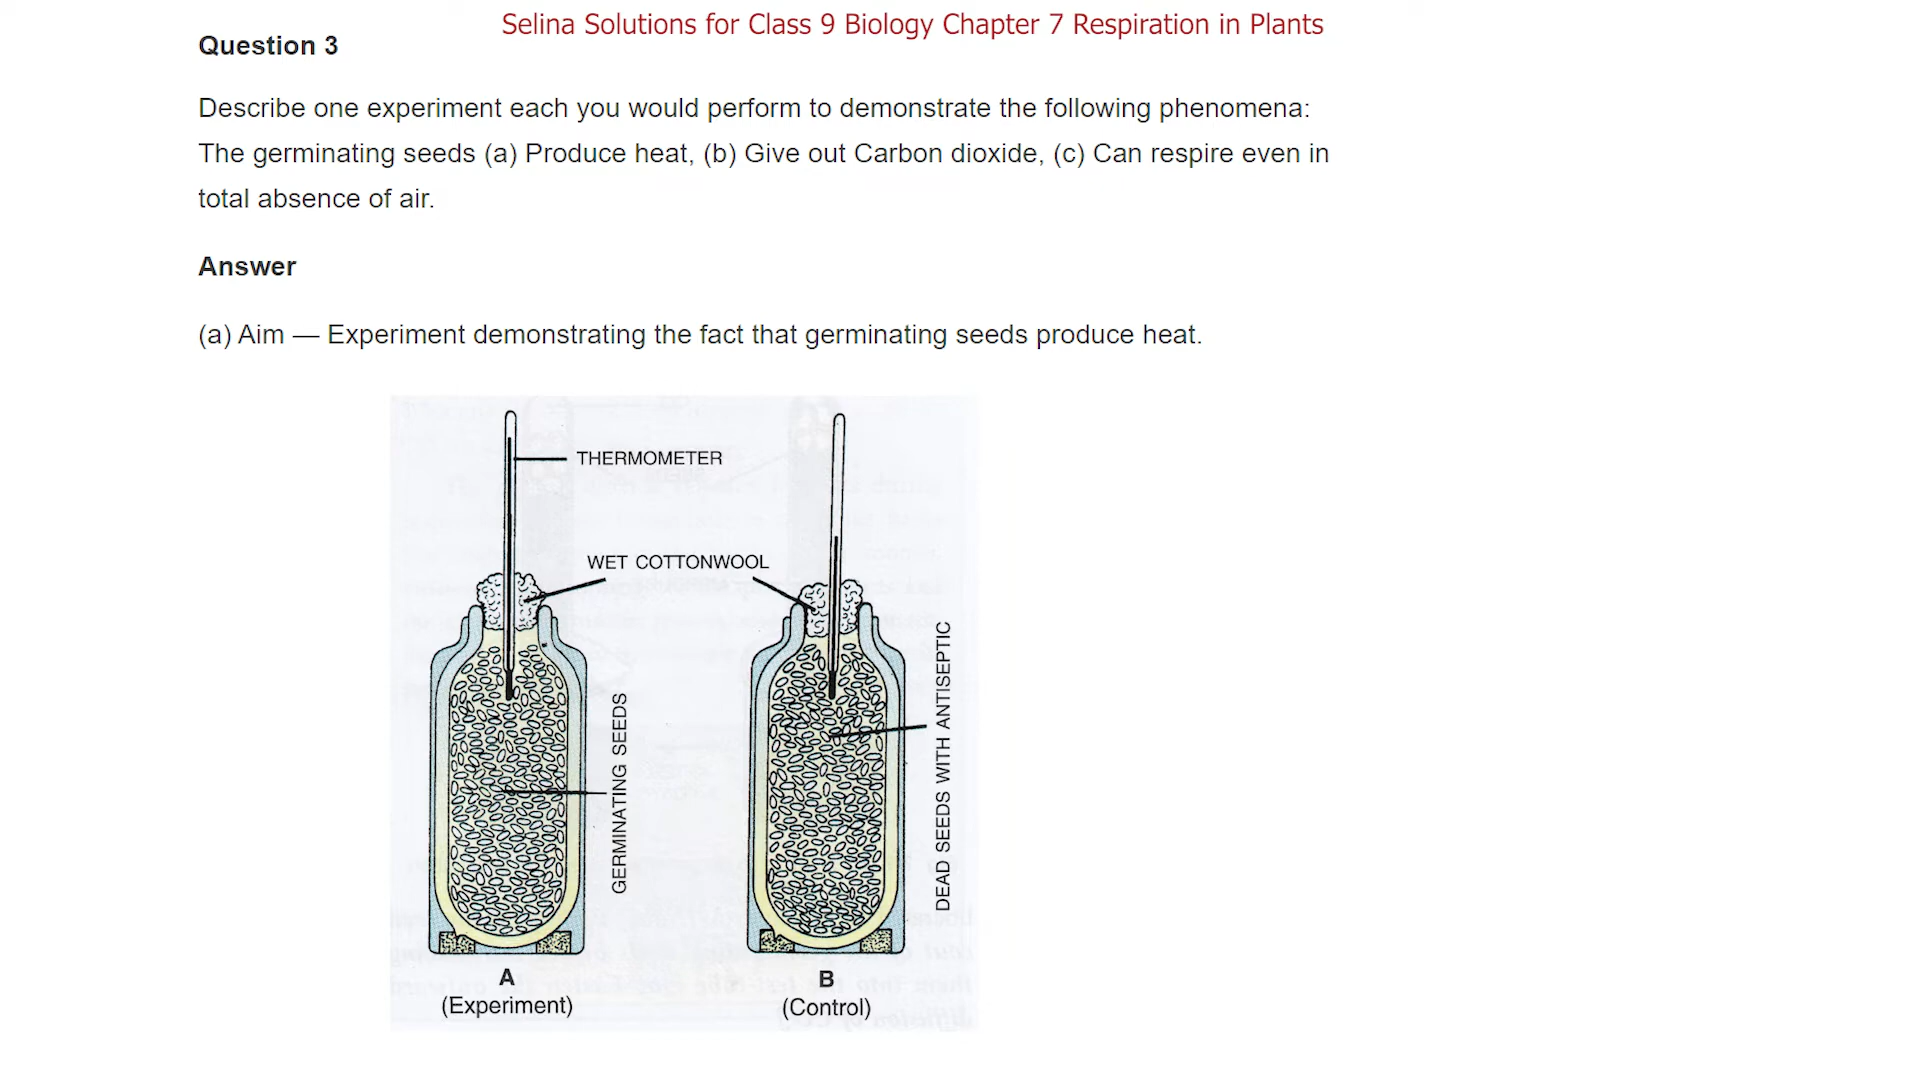 Selina Solutions for Class 9 Biology Chapter 7 Respiration in Plants
Question 3
Describe one experiment each you would perform to demonstrate the following phenomena:
The germinating seeds (a) Produce heat, (b) Give out Carbon dioxide, (c) Can respire even in
total absence of air.
Answer
(a) Aim — Experiment demonstrating the fact that germinating seeds produce heat.
THERMOMETER
WET COTTONWOOL
GERMINATING SEEDS
DEAD SEEDS WITH ANTISEPTIC
A
(Experiment)
B
(Control)